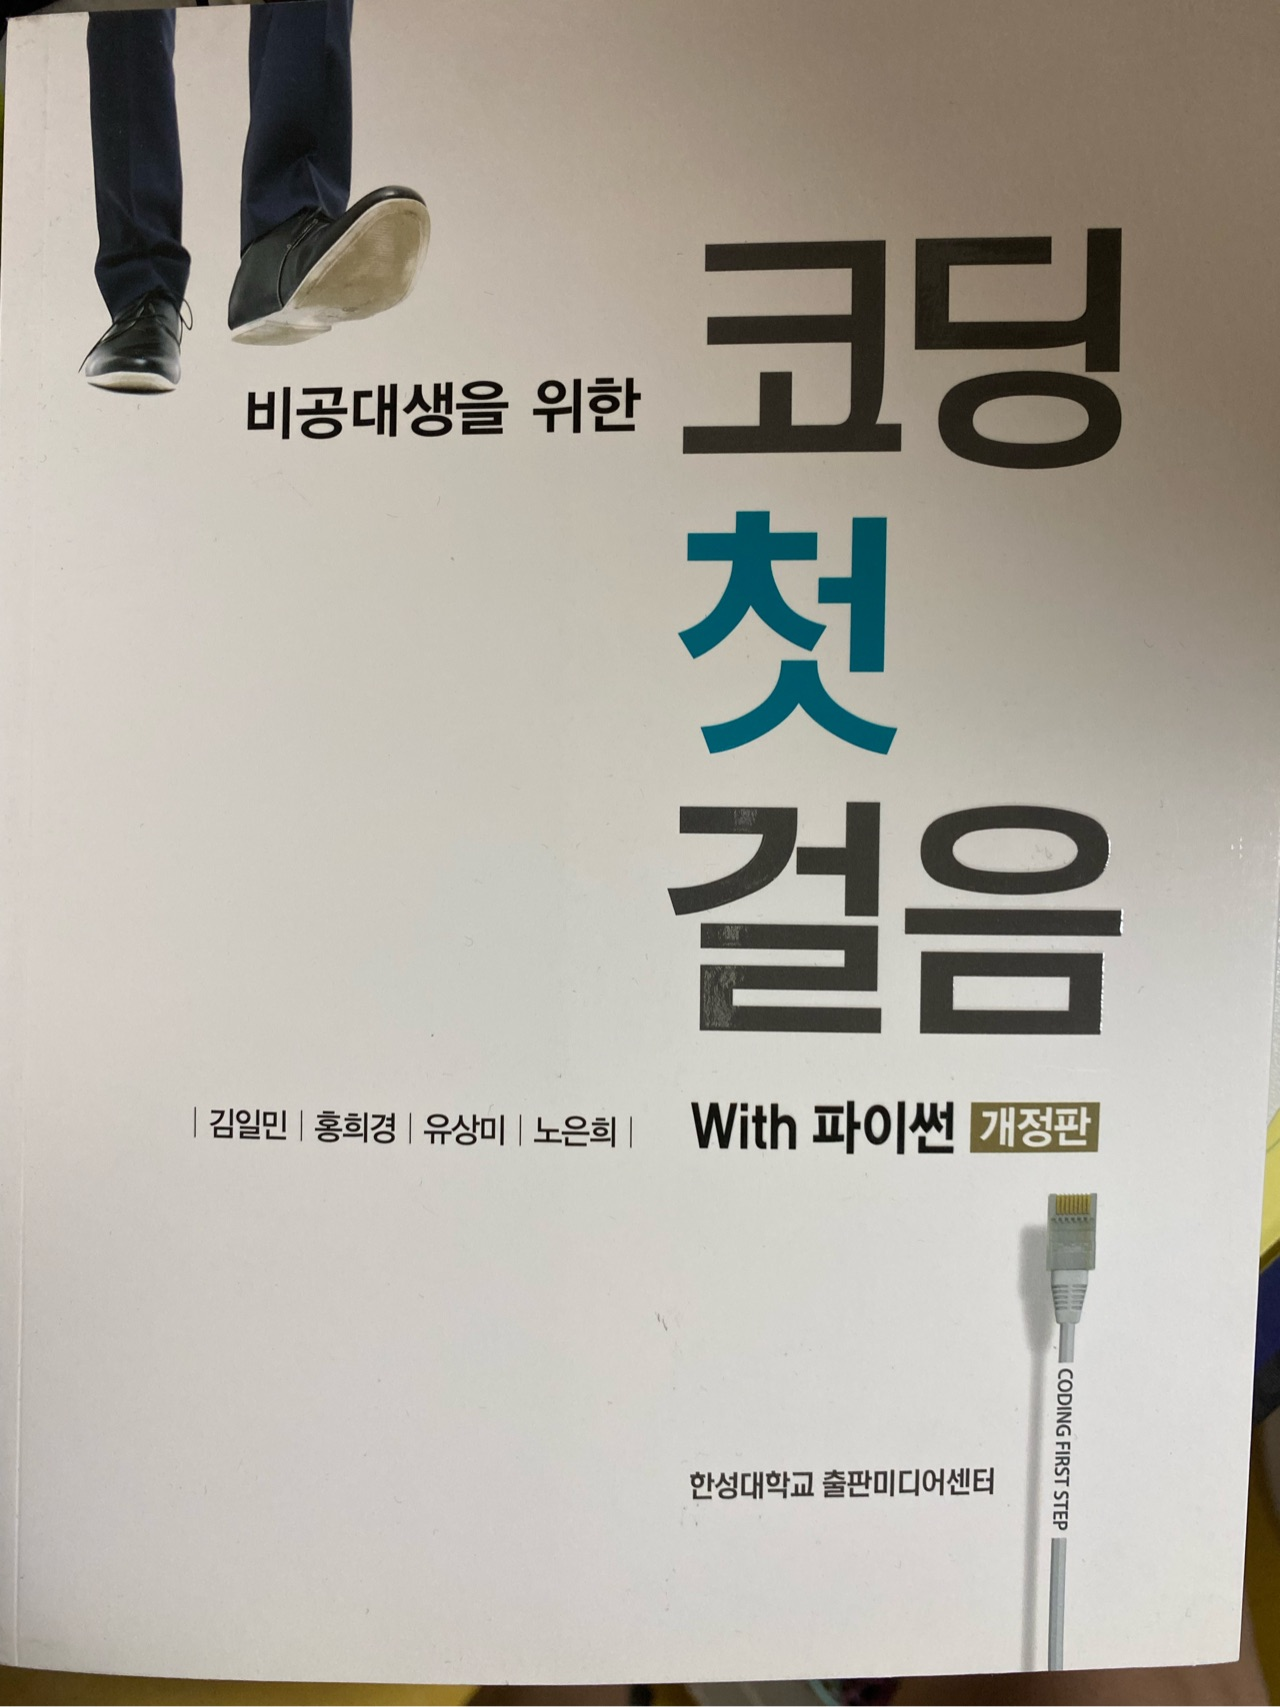 비공대생을 위한
코딩
첫
걸음
| 김일민 | 홍희경 | 유상미 | 노은희 |
With 파이썬 개정판
CODING FIRST STEP
한성대학교 출판미디어센터